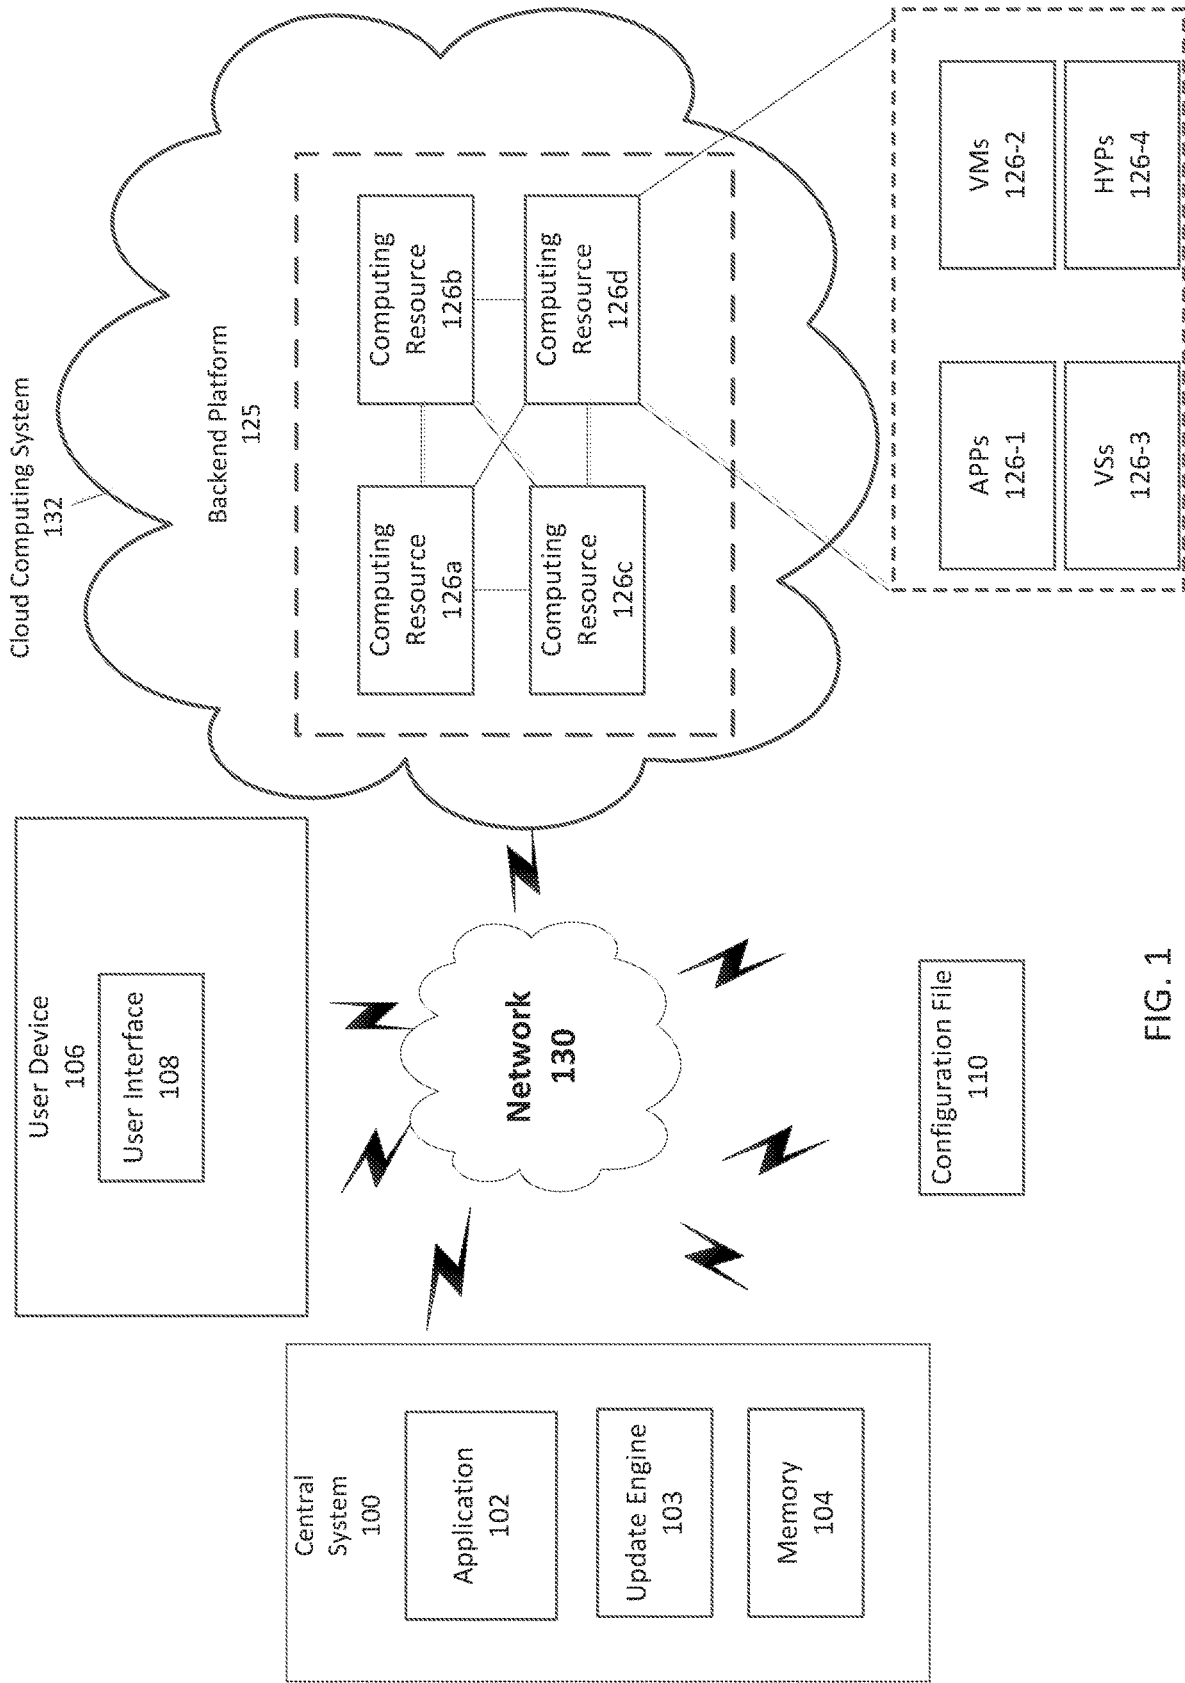 Cloud Computing System
132
Backend Platform
125
Computing
Resource
126a
Computing
Resource
126b
Computing
Resource
126c
Computing
Resource
126d
APPs
126-1
VMs
126-2
VSs
126-3
HYPs
126-4
User Device
106
User Interface
108
Network
130
Central
System
100
Application
102
Update Engine
103
Memory
104
Configuration File
110
FIG. 1